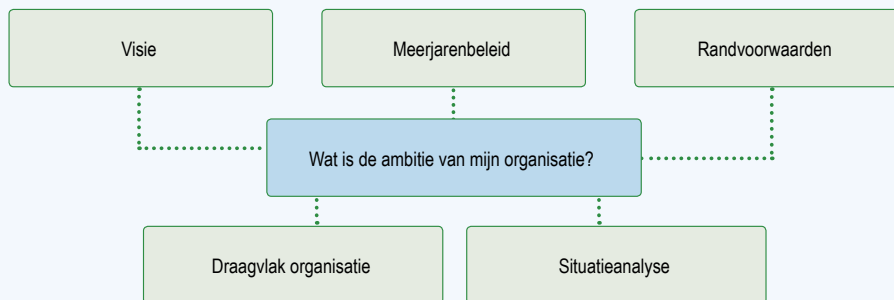 Visie
Meerjarenbeleid
Randvoorwaarden
Wat is de ambitie van mijn organisatie?
Draagvlak organisatie
Situatieanalyse